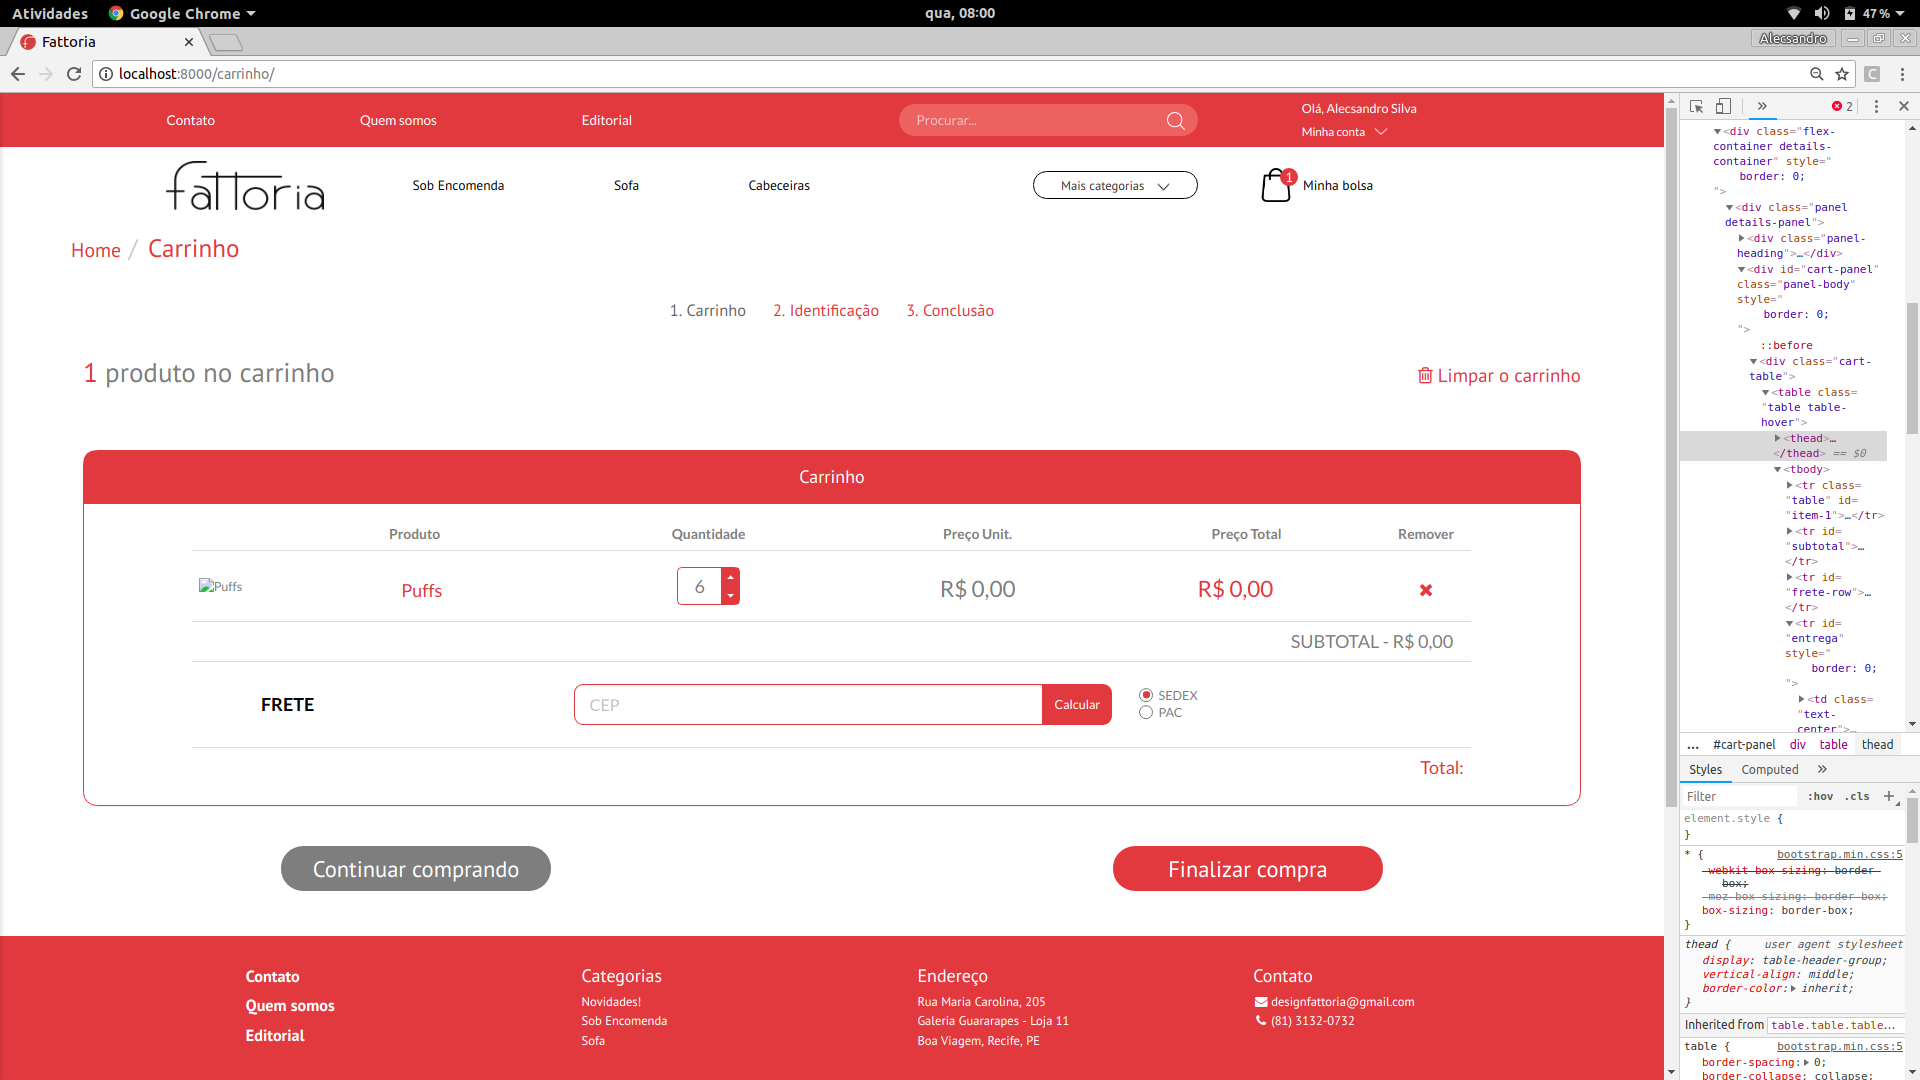 Atividades Google Chrome qua, 08:00 47 %
Fattoria Alecsandro
localhost:8000/carrinho/
Contato Quem somos Editorial Procurar... Olá, Alecsandro Silva
Minha conta
fattoria Sob Encomenda Sofa Cabeceiras Mais categorias 1 Minha bolsa
Home / Carrinho
1. Carrinho 2. Identificação 3. Conclusão
1 produto no carrinho Limpar o carrinho
Carrinho
Produto Quantidade Preço Unit. Preço Total Remover
Puffs Puffs 6 R$ 0,00 R$ 0,00
SUBTOTAL - R$ 0,00
FRETE CEP Calcular SEDEX
PAC
Total:
Continuar comprando Finalizar compra
Contato
Quem somos
Editorial
Categorias
Novidades!
Sob Encomenda
Sofa
Endereço
Rua Maria Carolina, 205
Galeria Guararapes - Loja 11
Boa Viagem, Recife, PE
Contato
designfattoria@gmail.com
(81) 3132-0732
2
<div class="flex-
container details-
container" style="
border: 0;
">
<div class="panel
details-panel">
<div class="panel-
heading">…</div>
<div id="cart-panel"
class="panel-body"
style="
border: 0;
">
::before
<div class="cart-
table">
<table class=
"table table-
hover">
<thead>…
</thead> == $0
<tbody>
<tr class=
"table" id=
"item-1">…</tr>
<tr id=
"subtotal">…
</tr>
<tr id=
"frete-row">…
</tr>
<tr id=
"entrega"
style="
border: 0;
">
<td class=
"text-
center">…
... #cart-panel div table thead
Styles Computed
Filter :hov .cls +
element.style {
}
* { bootstrap.min.css:5
-webkit-box-sizing: border-
box;
-moz-box-sizing: border-box;
box-sizing: border-box;
}
thead { user agent stylesheet
display: table-header-group;
vertical-align: middle;
border-color: inherit;
}
Inherited from table.table.table…
table { bootstrap.min.css:5
border-spacing: 0;
border-collapse: collapse;